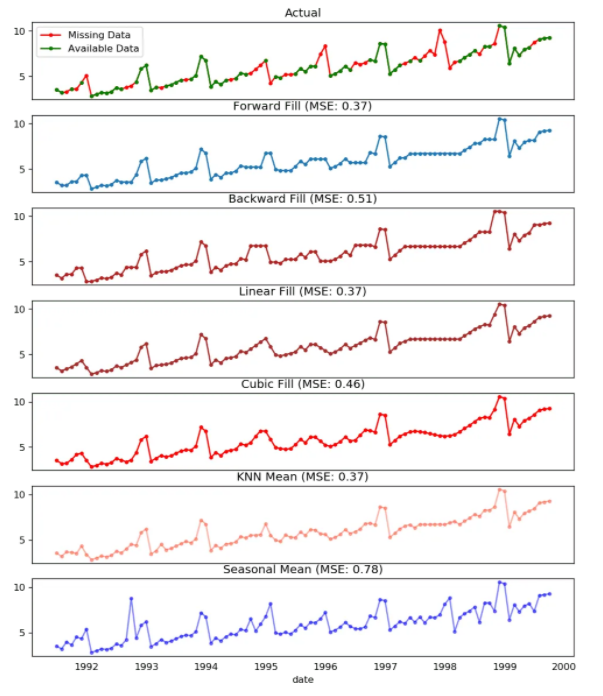 Actual
10
5
Missing Data
Available Data
Forward Fill (MSE: 0.37)
10
5
Backward Fill (MSE: 0.51)
10
5
Linear Fill (MSE: 0.37)
10
5
Cubic Fill (MSE: 0.46)
10
5
KNN Mean (MSE: 0.37)
10
5
Seasonal Mean (MSE: 0.78)
10
5
1992 1993 1994 1995 1996 1997 1998 1999 2000
date